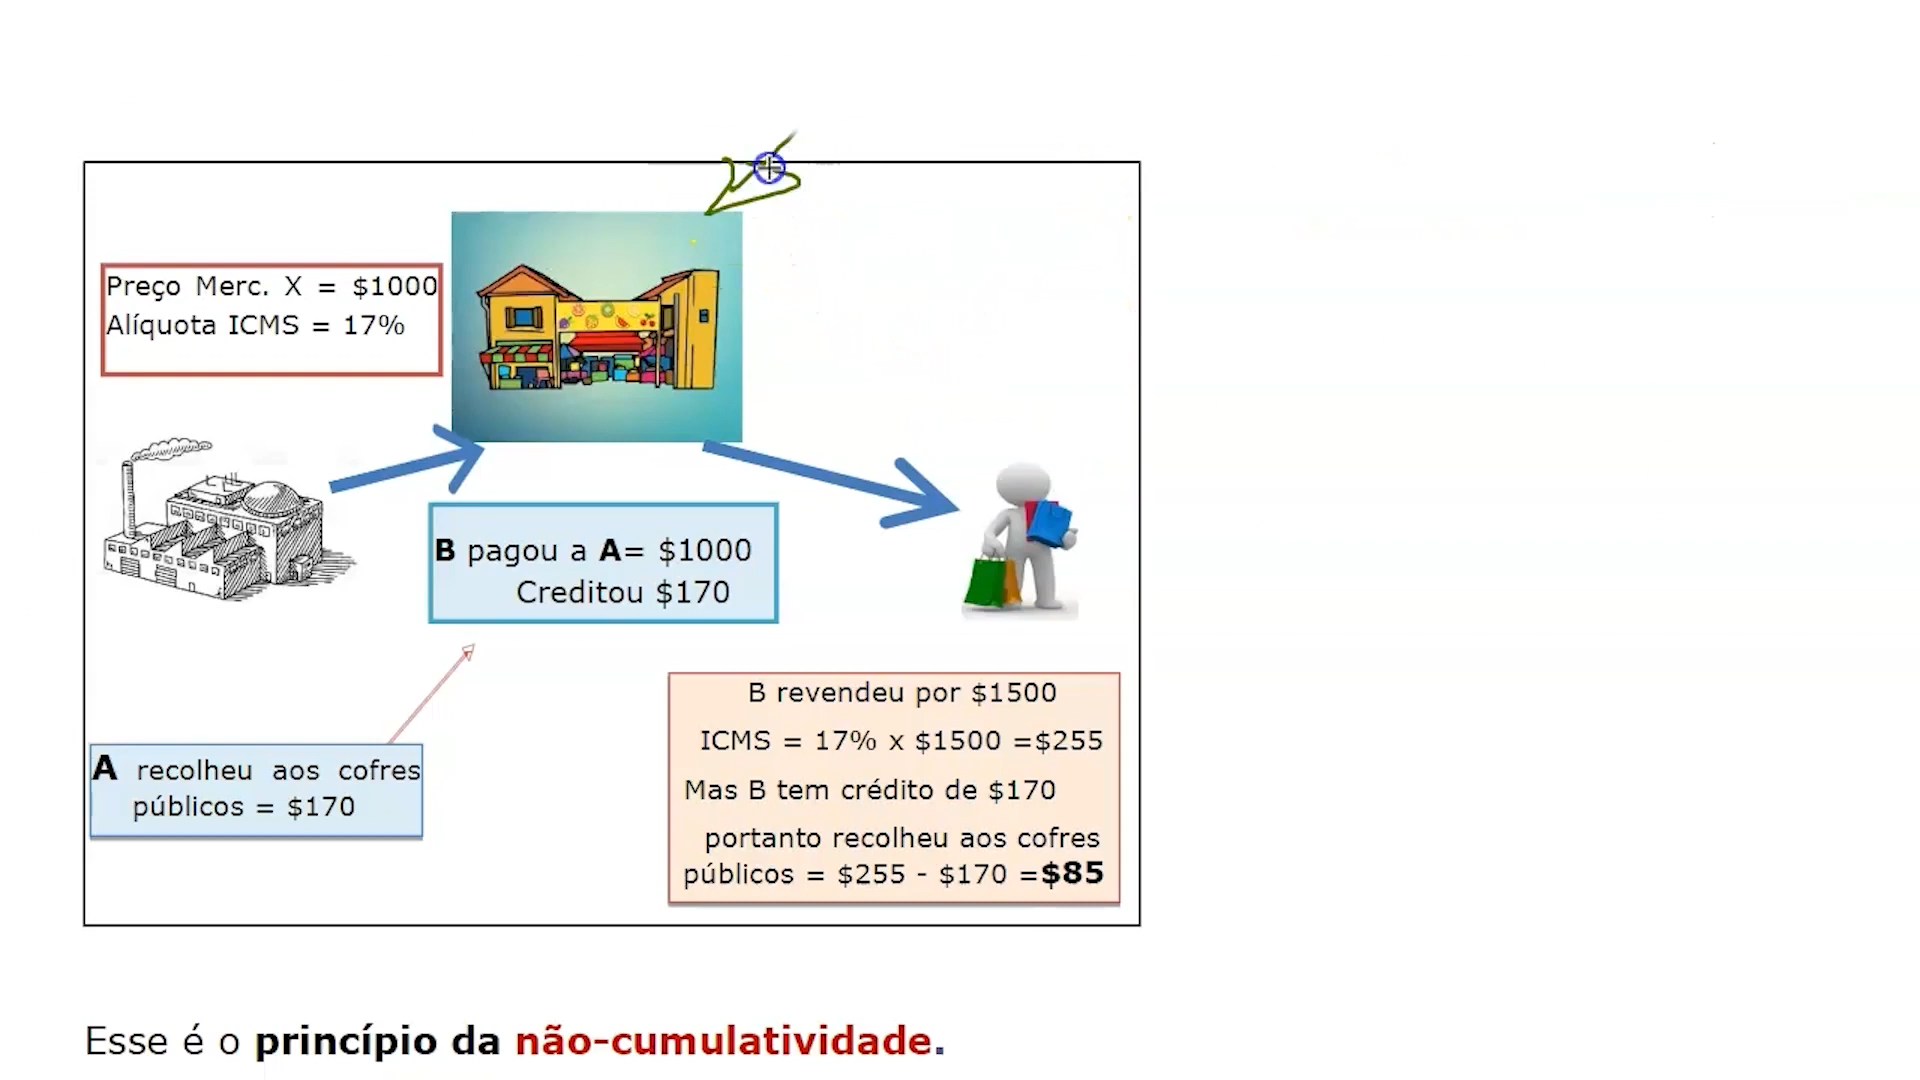 Preço Merc. X = $1000
Alíquota ICMS = 17%
B pagou a A= $1000
Creditou $170
A recolheu aos cofres
públicos = $170
B revendeu por $1500
ICMS = 17% x $1500 =$255
Mas B tem crédito de $170
portanto recolheu aos cofres
públicos = $255 - $170 =$85
Esse é o princípio da não-cumulatividade.